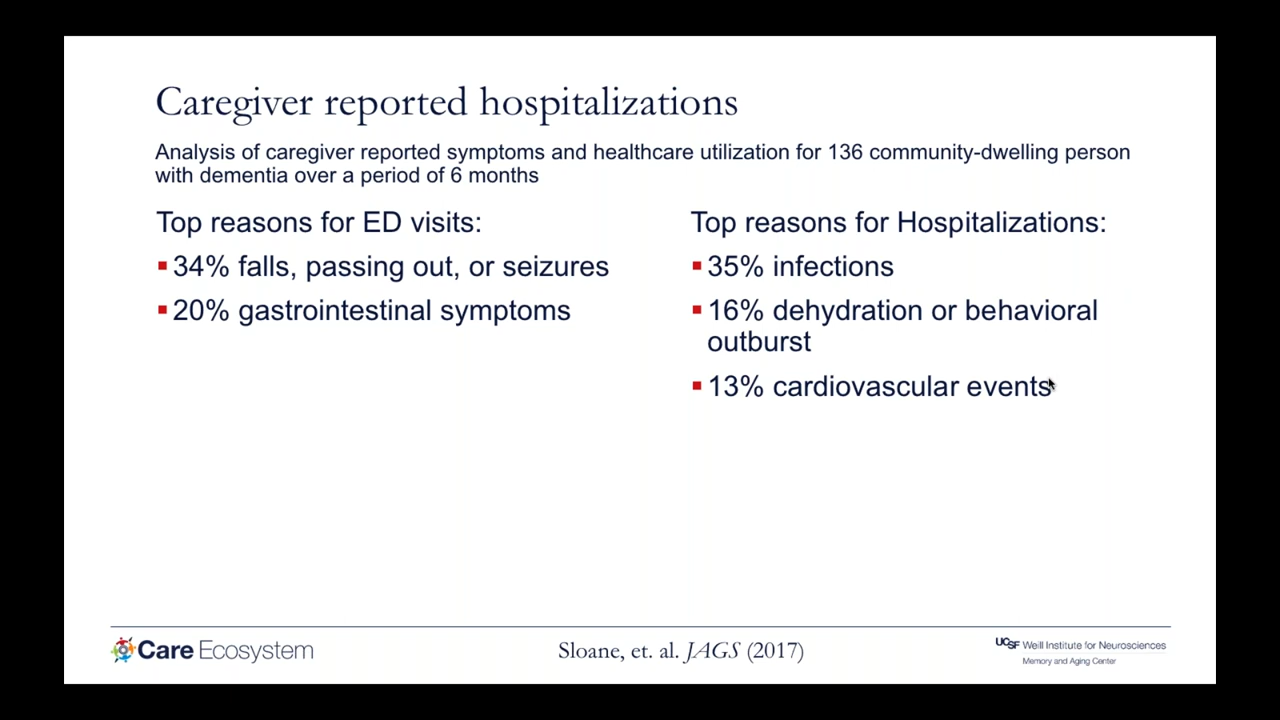 Caregiver reported hospitalizations
Analysis of caregiver reported symptoms and healthcare utilization for 136 community-dwelling person
with dementia over a period of 6 months
Top reasons for ED visits:
▪34% falls, passing out, or seizures
▪20% gastrointestinal symptoms
Top reasons for Hospitalizations:
▪35% infections
▪16% dehydration or behavioral
outburst
▪13% cardiovascular events
Care Ecosystem
Sloane, et. al. JAGS (2017)
UCSF Weill Institute for Neurosciences
Memory and Aging Center